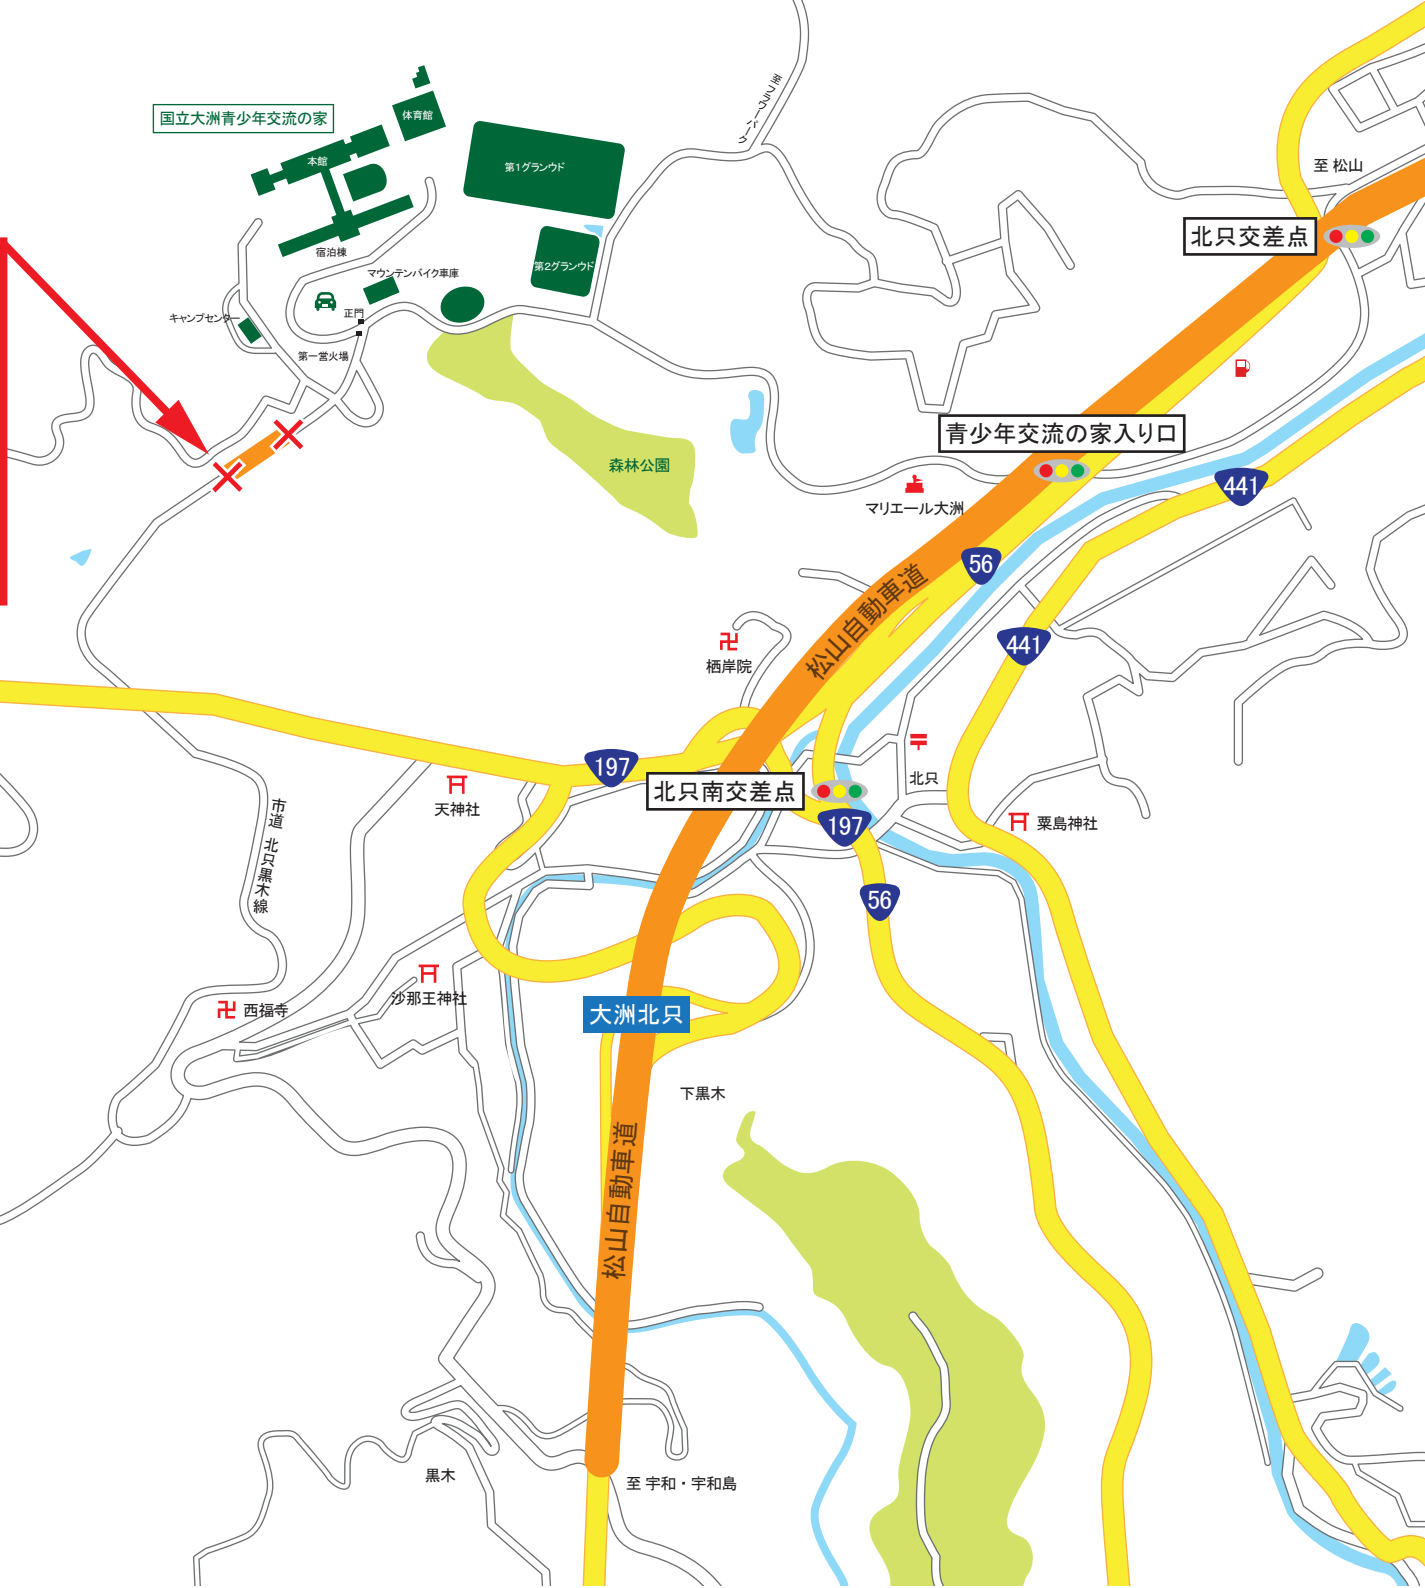 国立大洲青少年交流の家
体育館
本館
第1グランウド
至フラワーパーク
至 松山
北只交差点
宿泊棟
マウンテンバイク車庫
第2グランウド
キャンプセンター
正門
第一営火場
青少年交流の家入り口
森林公園
441
マリエール大洲
56
松山自動車道
441
栖岸院
197
北只
北只南交差点
天神社
197
粟島神社
市道 北只黒木線
56
沙那王神社
西福寺
大洲北只
下黒木
松山自動車道
黒木
至 宇和・宇和島